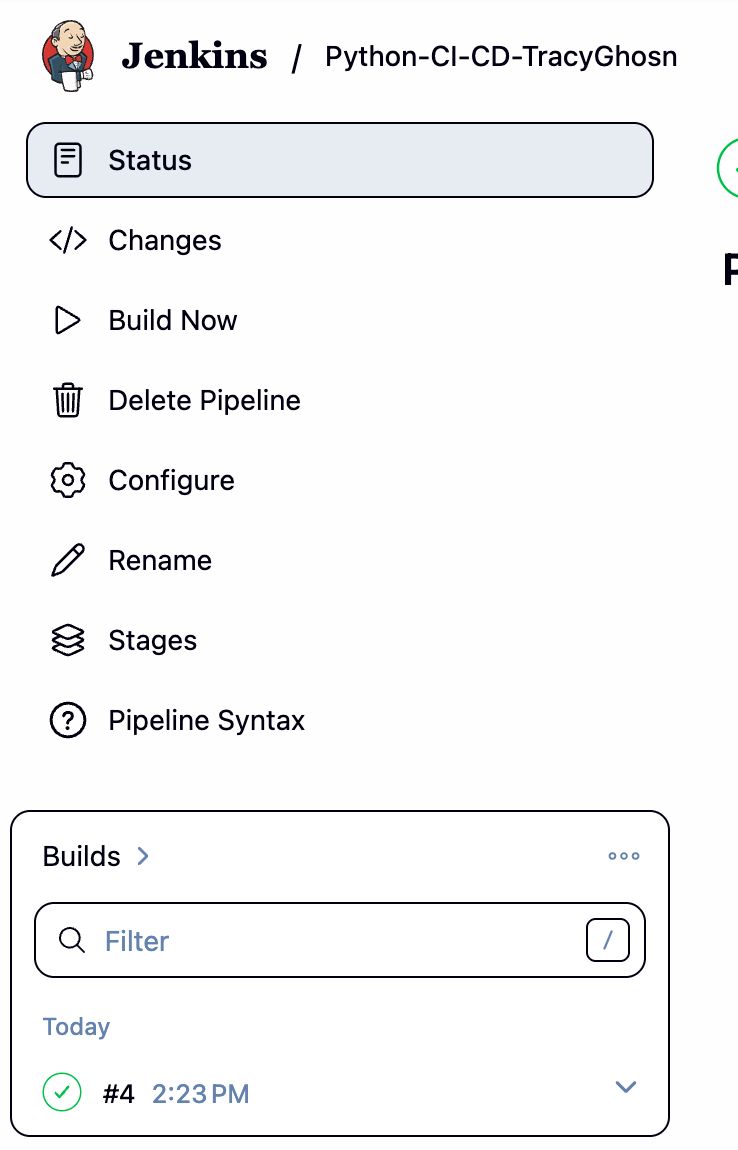 Jenkins / Python-CI-CD-TracyGhosn
Status
Changes
Build Now
Delete Pipeline
Configure
Rename
Stages
Pipeline Syntax
Builds
Filter /
Today
#4 2:23 PM